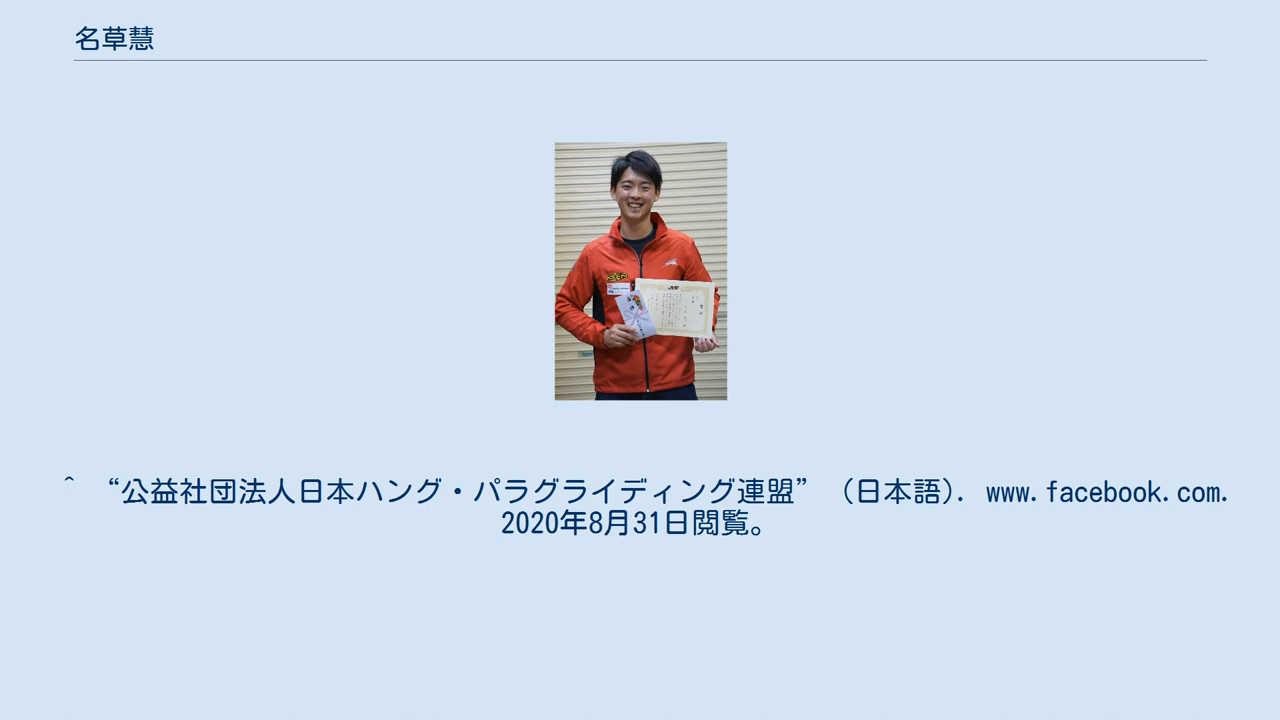 名草慧
^ “公益社団法人日本ハング・パラグライディング連盟” (日本語). www.facebook.com.
2020年8月31日閲覧。